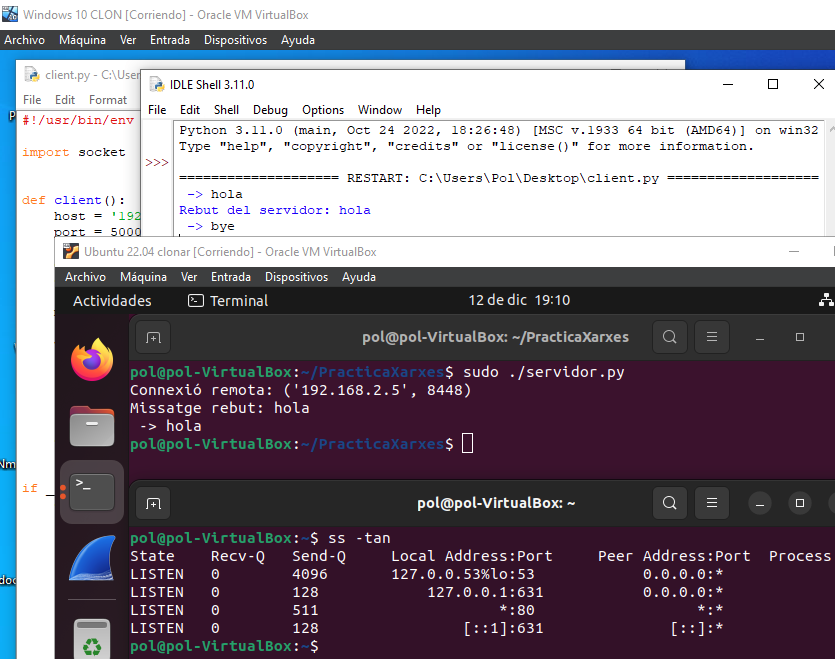 Windows 10 CLON [Corriendo] - Oracle VM VirtualBox
Archivo Máquina Ver Entrada Dispositivos Ayuda
client.py - C:\User
File Edit Format
#!/usr/bin/env
import socket
def client():
host = '192
port = 5000
if _
IDLE Shell 3.11.0
File Edit Shell Debug Options Window Help
Python 3.11.0 (main, Oct 24 2022, 18:26:48) [MSC v.1933 64 bit (AMD64)] on win32
Type "help", "copyright", "credits" or "license()" for more information.
>>>
==================== RESTART: C:\Users\Pol\Desktop\client.py ===================
-> hola
Rebut del servidor: hola
-> bye
Ubuntu 22.04 clonar [Corriendo] - Oracle VM VirtualBox
Archivo Máquina Ver Entrada Dispositivos Ayuda
Actividades Terminal 12 de dic 19:10
pol@pol-VirtualBox: ~/PracticaXarxes
pol@pol-VirtualBox:~/PracticaXarxes$ sudo ./servidor.py
Connexió remota: ('192.168.2.5', 8448)
Missatge rebut: hola
-> hola
pol@pol-VirtualBox:~/PracticaXarxes$
pol@pol-VirtualBox: ~
pol@pol-VirtualBox:~$ ss -tan
State Recv-Q Send-Q Local Address:Port Peer Address:Port Process
LISTEN 0 4096 127.0.0.53%lo:53 0.0.0.0:*
LISTEN 0 128 127.0.0.1:631 0.0.0.0:*
LISTEN 0 511 *:80 *:*
LISTEN 0 128 [::1]:631 [::]:*
pol@pol-VirtualBox:~$